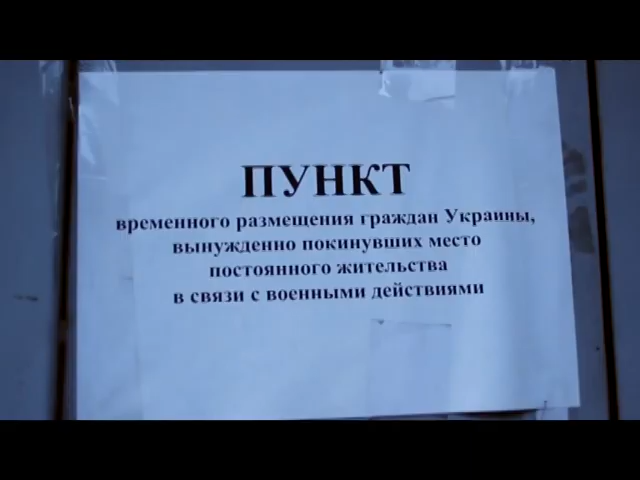 ПУНКТ
временного размещения граждан Украины,
вынужденно покинувших место
постоянного жительства
в связи с военными действиями